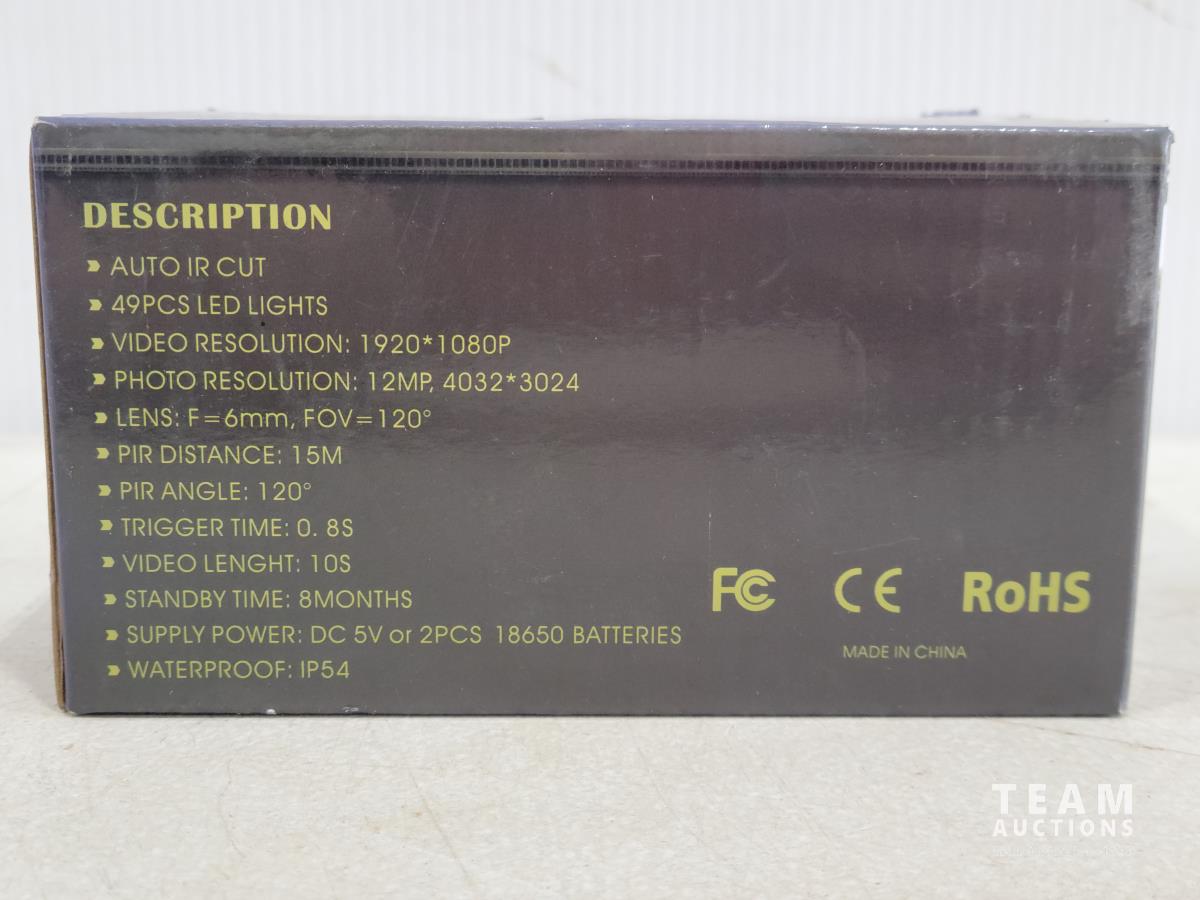 DESCRIPTION
AUTO IR CUT
49PCS LED LIGHTS
VIDEO RESOLUTION: 1920*1080P
PHOTO RESOLUTION: 12MP, 4032*3024
LENS: F=6mm, FOV=120°
PIR DISTANCE: 15M
PIR ANGLE: 120°
TRIGGER TIME: 0. 8S
VIDEO LENGHT: 10S
STANDBY TIME: 8MONTHS
SUPPLY POWER: DC 5V or 2PCS 18650 BATTERIES
WATERPROOF: IP54
FC CE RoHS
MADE IN CHINA
TEAM
AUCTIONS